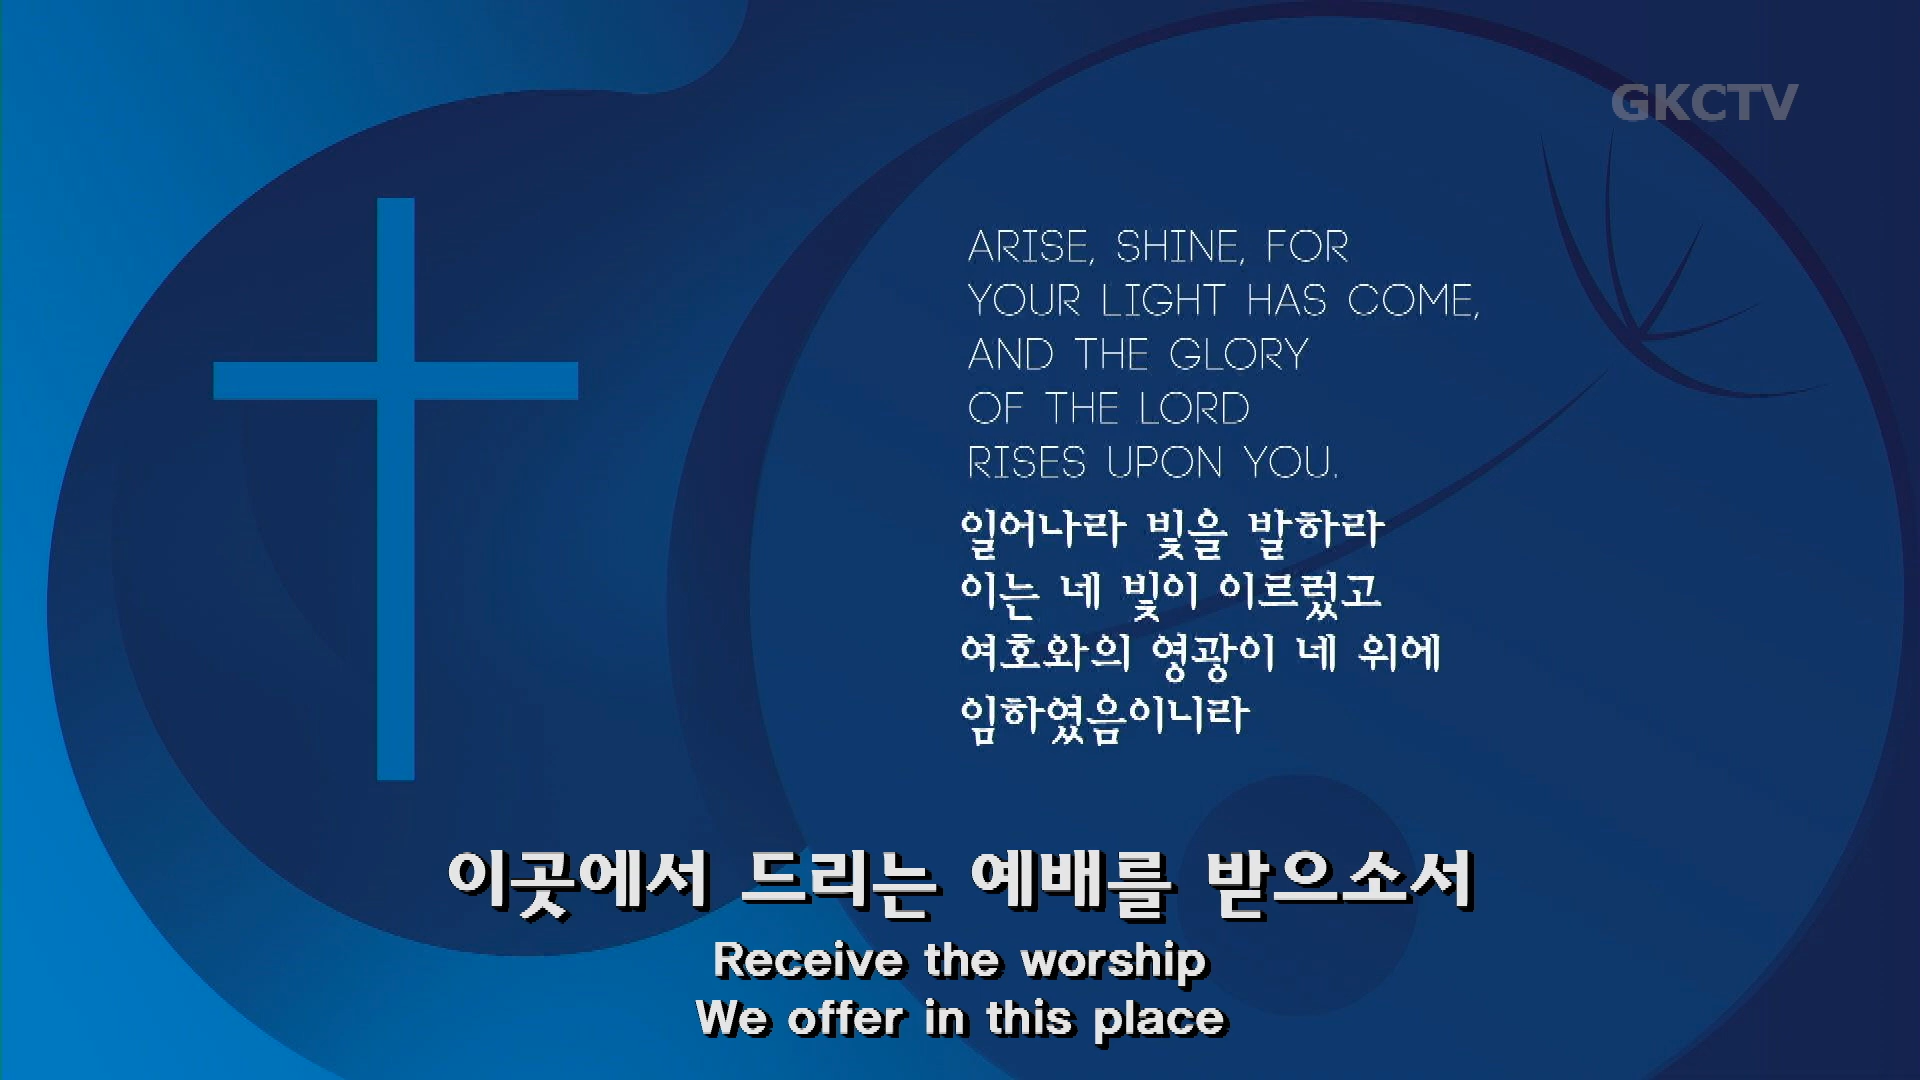 GKCTV
ARISE, SHINE, FOR
YOUR LIGHT HAS COME,
AND THE GLORY
OF THE LORD
RISES UPON YOU.
일어나라 빛을 발하라
이는 네 빛이 이르렀고
여호와의 영광이 네 위에
임하였음이니라
이곳에서 드리는 예배를 받으소서
Receive the worship
We offer in this place